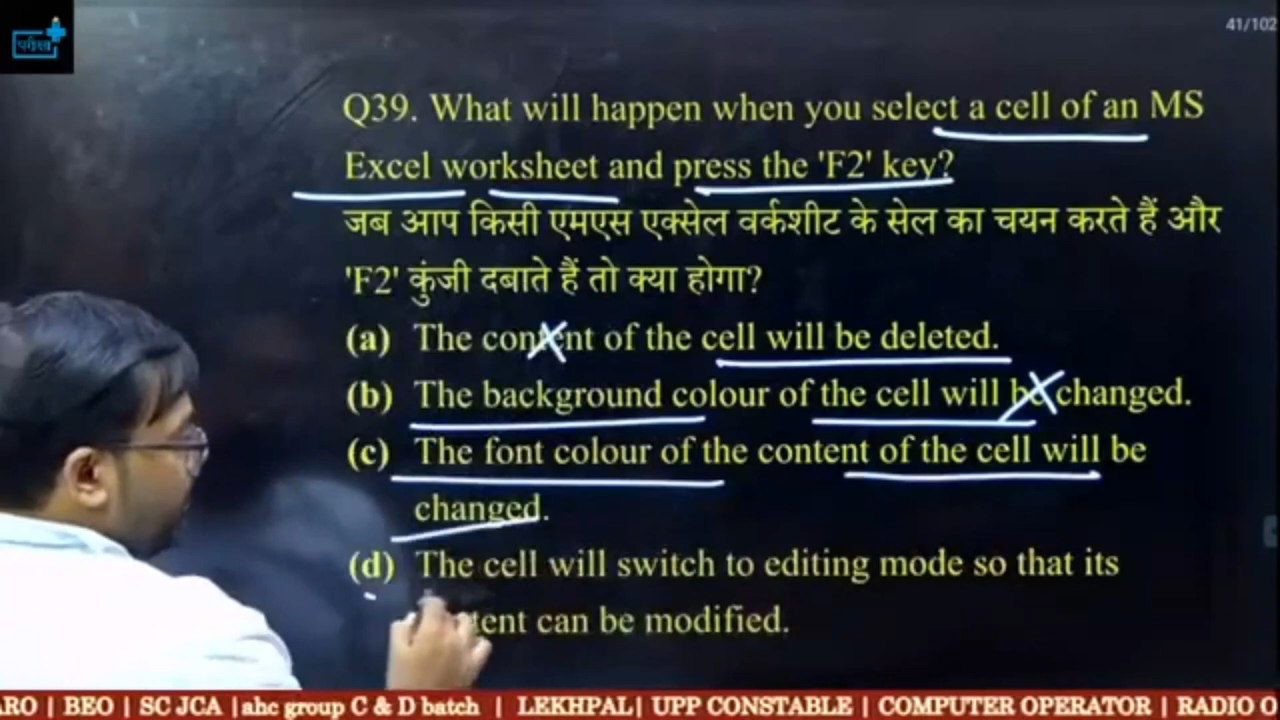 परीक्षा
41/102
Q39. What will happen when you select a cell of an MS
Excel worksheet and press the 'F2' key?
जब आप किसी एमएस एक्सेल वर्कशीट के सेल का चयन करते हैं और
'F2' कुंजी दबाते हैं तो क्या होगा?
(a) The content of the cell will be deleted.
(b) The background colour of the cell will be changed.
(c) The font colour of the content of the cell will be
changed.
(d) The cell will switch to editing mode so that its
tent can be modified.
ARO | BEO | SC JCA |ahc group C & D batch | LEKHPAL| UPP CONSTABLE | COMPUTER OPERATOR | RADIO O